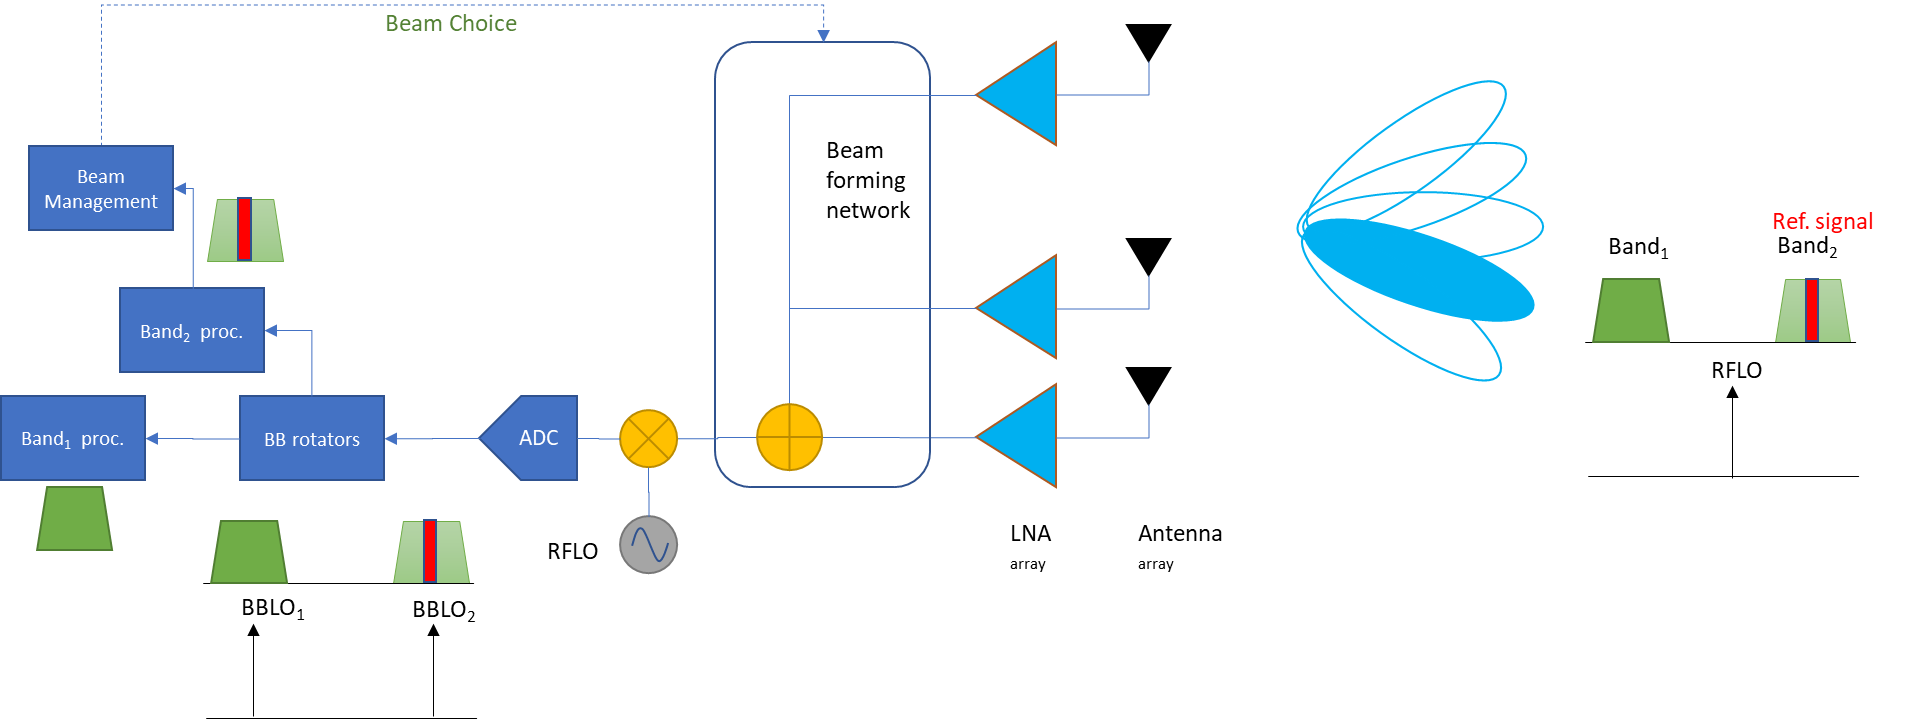 Beam Choice
Beam
Management
Beam
forming
network
Ref. signal
Band₁
Band₂
Band₂ proc.
RFLO
Band₁ proc.
BB rotators
ADC
RFLO
LNA
array
Antenna
array
BBLO₁
BBLO₂